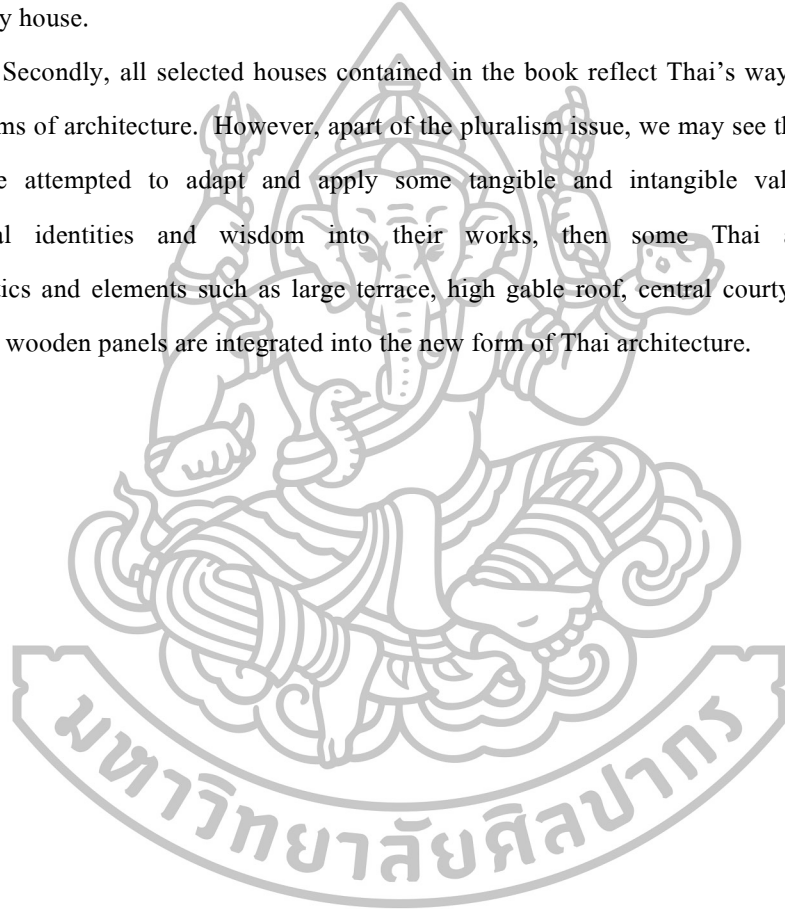 y house.
Secondly, all selected houses contained in the book reflect Thai's way
ms of architecture. However, apart of the pluralism issue, we may see th
e attempted to adapt and apply some tangible and intangible val
al identities and wisdom into their works, then some Thai a
tics and elements such as large terrace, high gable roof, central courty
wooden panels are integrated into the new form of Thai architecture.
มหาวิทยาลัยศิลปากร